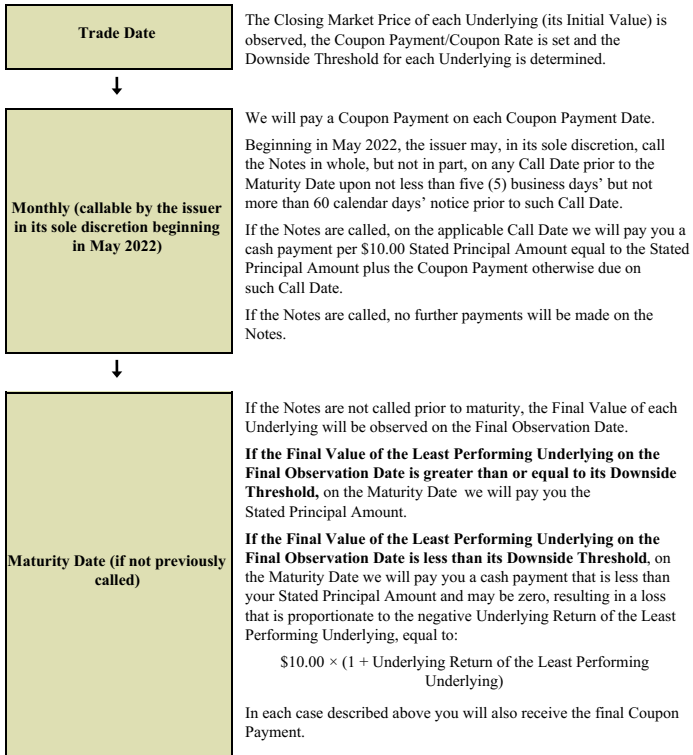 Trade Date
The Closing Market Price of each Underlying (its Initial Value) is
observed, the Coupon Payment/Coupon Rate is set and the
Downside Threshold for each Underlying is determined.
Monthly (callable by the issuer
in its sole discretion beginning
in May 2022)
We will pay a Coupon Payment on each Coupon Payment Date.
Beginning in May 2022, the issuer may, in its sole discretion, call
the Notes in whole, but not in part, on any Call Date prior to the
Maturity Date upon not less than five (5) business days’ but not
more than 60 calendar days’ notice prior to such Call Date.
If the Notes are called, on the applicable Call Date we will pay you a
cash payment per $10.00 Stated Principal Amount equal to the Stated
Principal Amount plus the Coupon Payment otherwise due on
such Call Date.
If the Notes are called, no further payments will be made on the
Notes.
Maturity Date (if not previously
called)
If the Notes are not called prior to maturity, the Final Value of each
Underlying will be observed on the Final Observation Date.
If the Final Value of the Least Performing Underlying on the
Final Observation Date is greater than or equal to its Downside
Threshold, on the Maturity Date we will pay you the
Stated Principal Amount.
If the Final Value of the Least Performing Underlying on the
Final Observation Date is less than its Downside Threshold, on
the Maturity Date we will pay you a cash payment that is less than
your Stated Principal Amount and may be zero, resulting in a loss
that is proportionate to the negative Underlying Return of the Least
Performing Underlying, equal to:
$10.00 × (1 + Underlying Return of the Least Performing
Underlying)
In each case described above you will also receive the final Coupon
Payment.